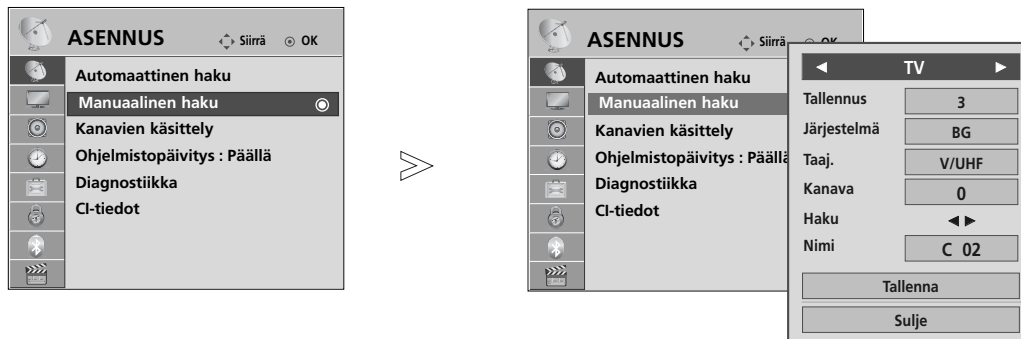 ASENNUS Siirrä OK
Automaattinen haku
Manuaalinen haku
Kanavien käsittely
Ohjelmistopäivitys : Päällä
Diagnostiikka
CI-tiedot
ASENNUS Siirrä OK
Automaattinen haku
Manuaalinen haku
Kanavien käsittely
Ohjelmistopäivitys : Päällä
Diagnostiikka
CI-tiedot
TV
Tallennus 3
Järjestelmä BG
Taaj. V/UHF
Kanava 0
Haku
Nimi C 02
Tallenna
Sulje